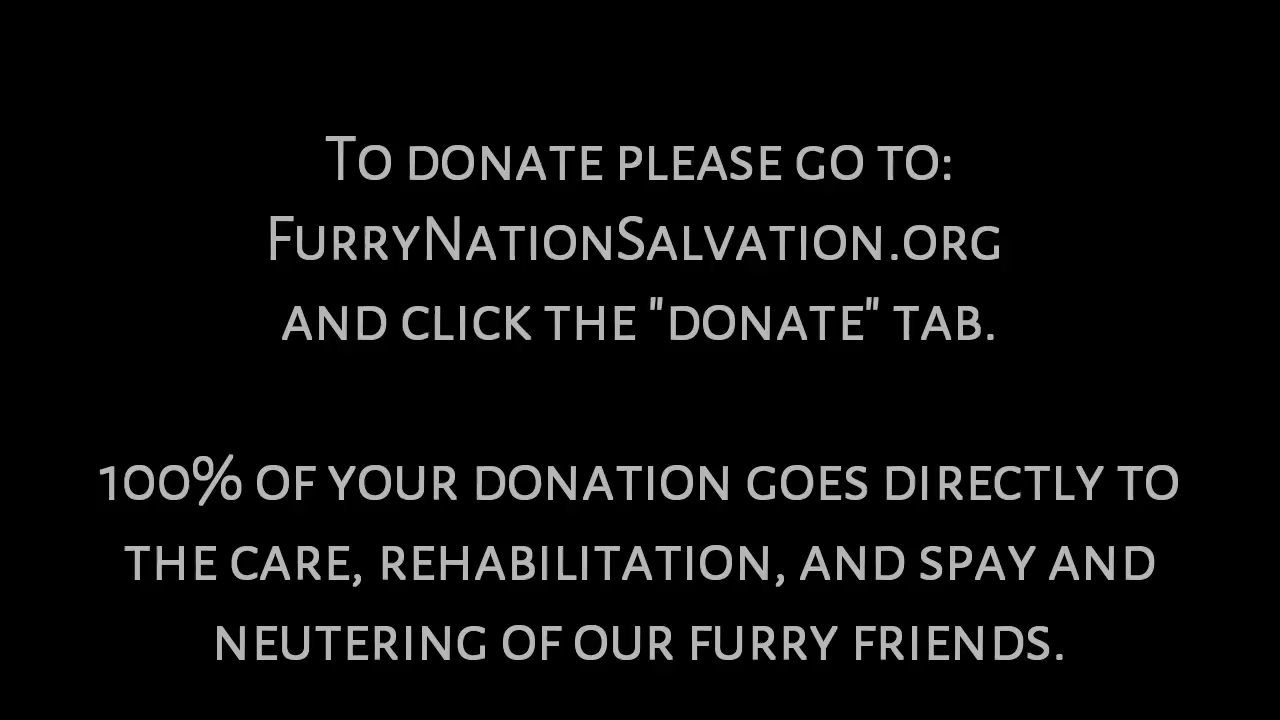 To donate please go to:
FurryNationSalvation.org
and click the "donate" tab.
100% of your donation goes directly to
the care, rehabilitation, and spay and
neutering of our furry friends.